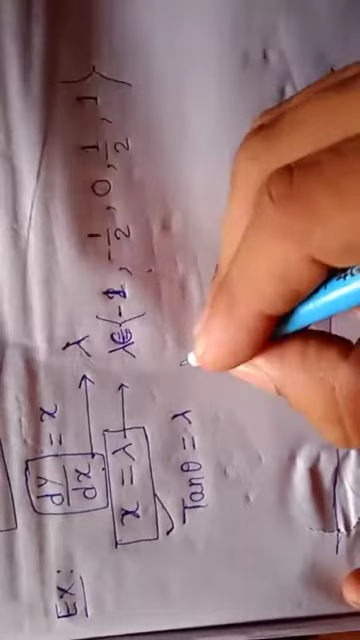 Ex: dy/dx = x → λ
x = λ → λ∈{-1, -1/2, 0, 1/2, 1}
Tanθ = λ